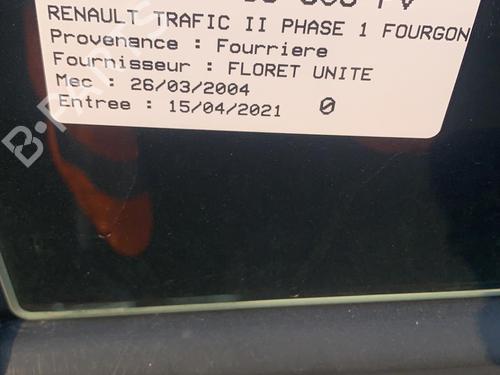 RENAULT TRAFIC II PHASE 1 FOURGON
Provenance : Fourriere
Fournisseur : FLORET UNITE
Mec : 26/03/2004
Entree : 15/04/2021 0
B-PARTS